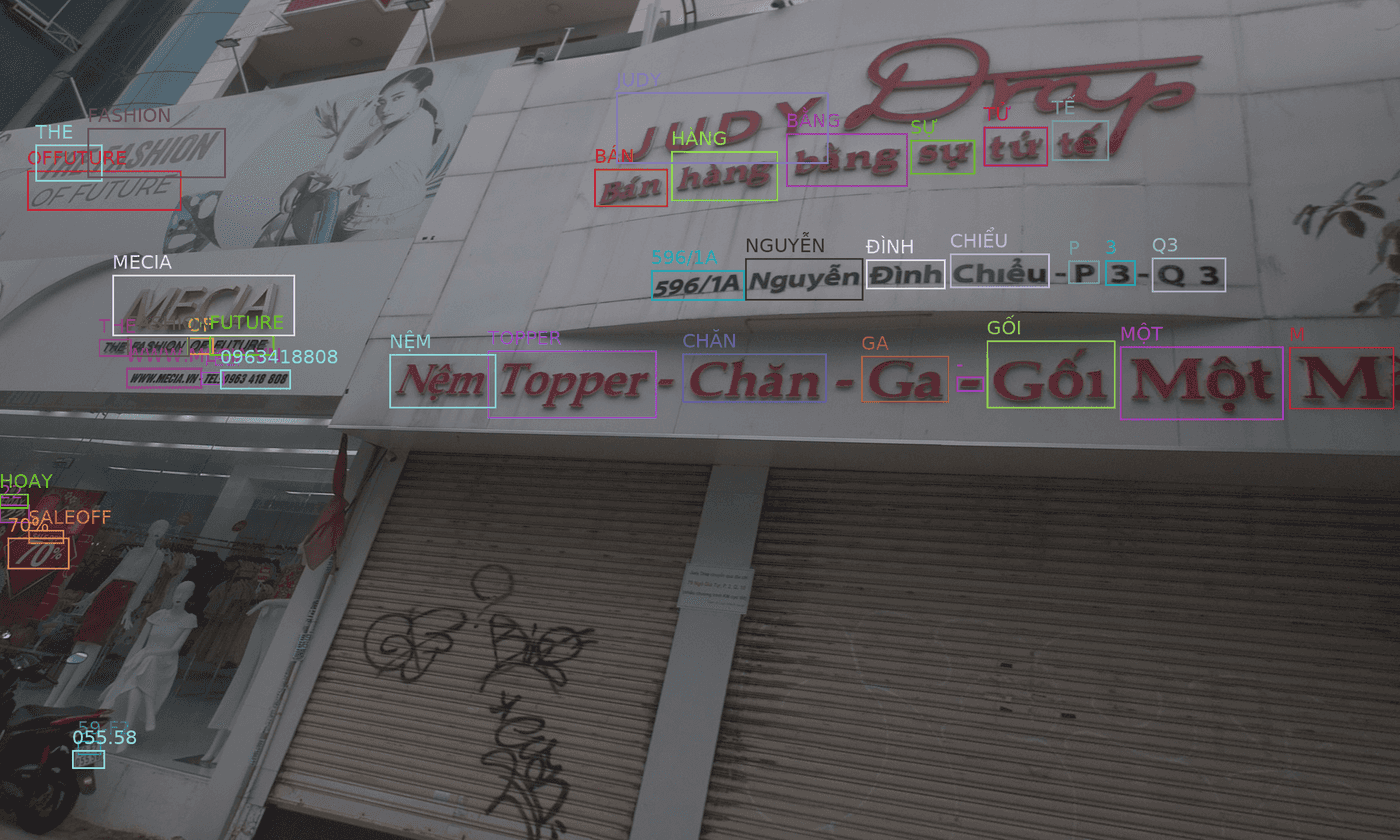 THE FASHION
OF FUTURE
MECIA
THE FASHION OF FUTURE
WWW.MECIA.VN - TEL: 0963 418 808
JUDY Drap
Bán hàng bằng sự tử tế
596/1A Nguyễn Đình Chiểu - P 3 - Q 3
Nệm Topper - Chăn - Ga - Gối Một M
70%